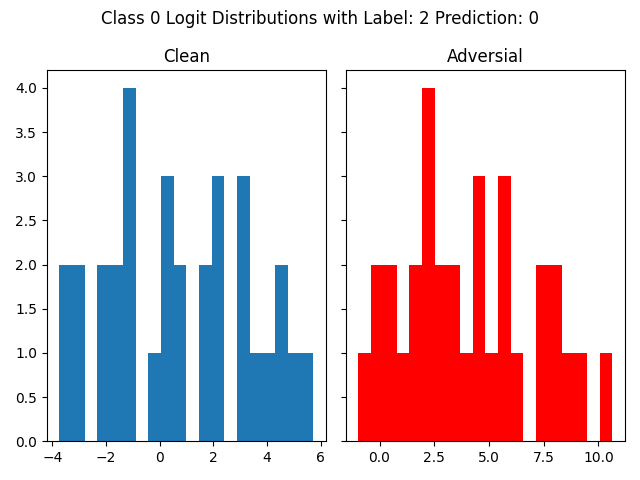 Class 0 Logit Distributions with Label: 2 Prediction: 0
Clean
Adversial
4.0
3.5
3.0
2.5
2.0
1.5
1.0
0.5
0.0
−4 −2 0 2 4 6
0.0 2.5 5.0 7.5 10.0